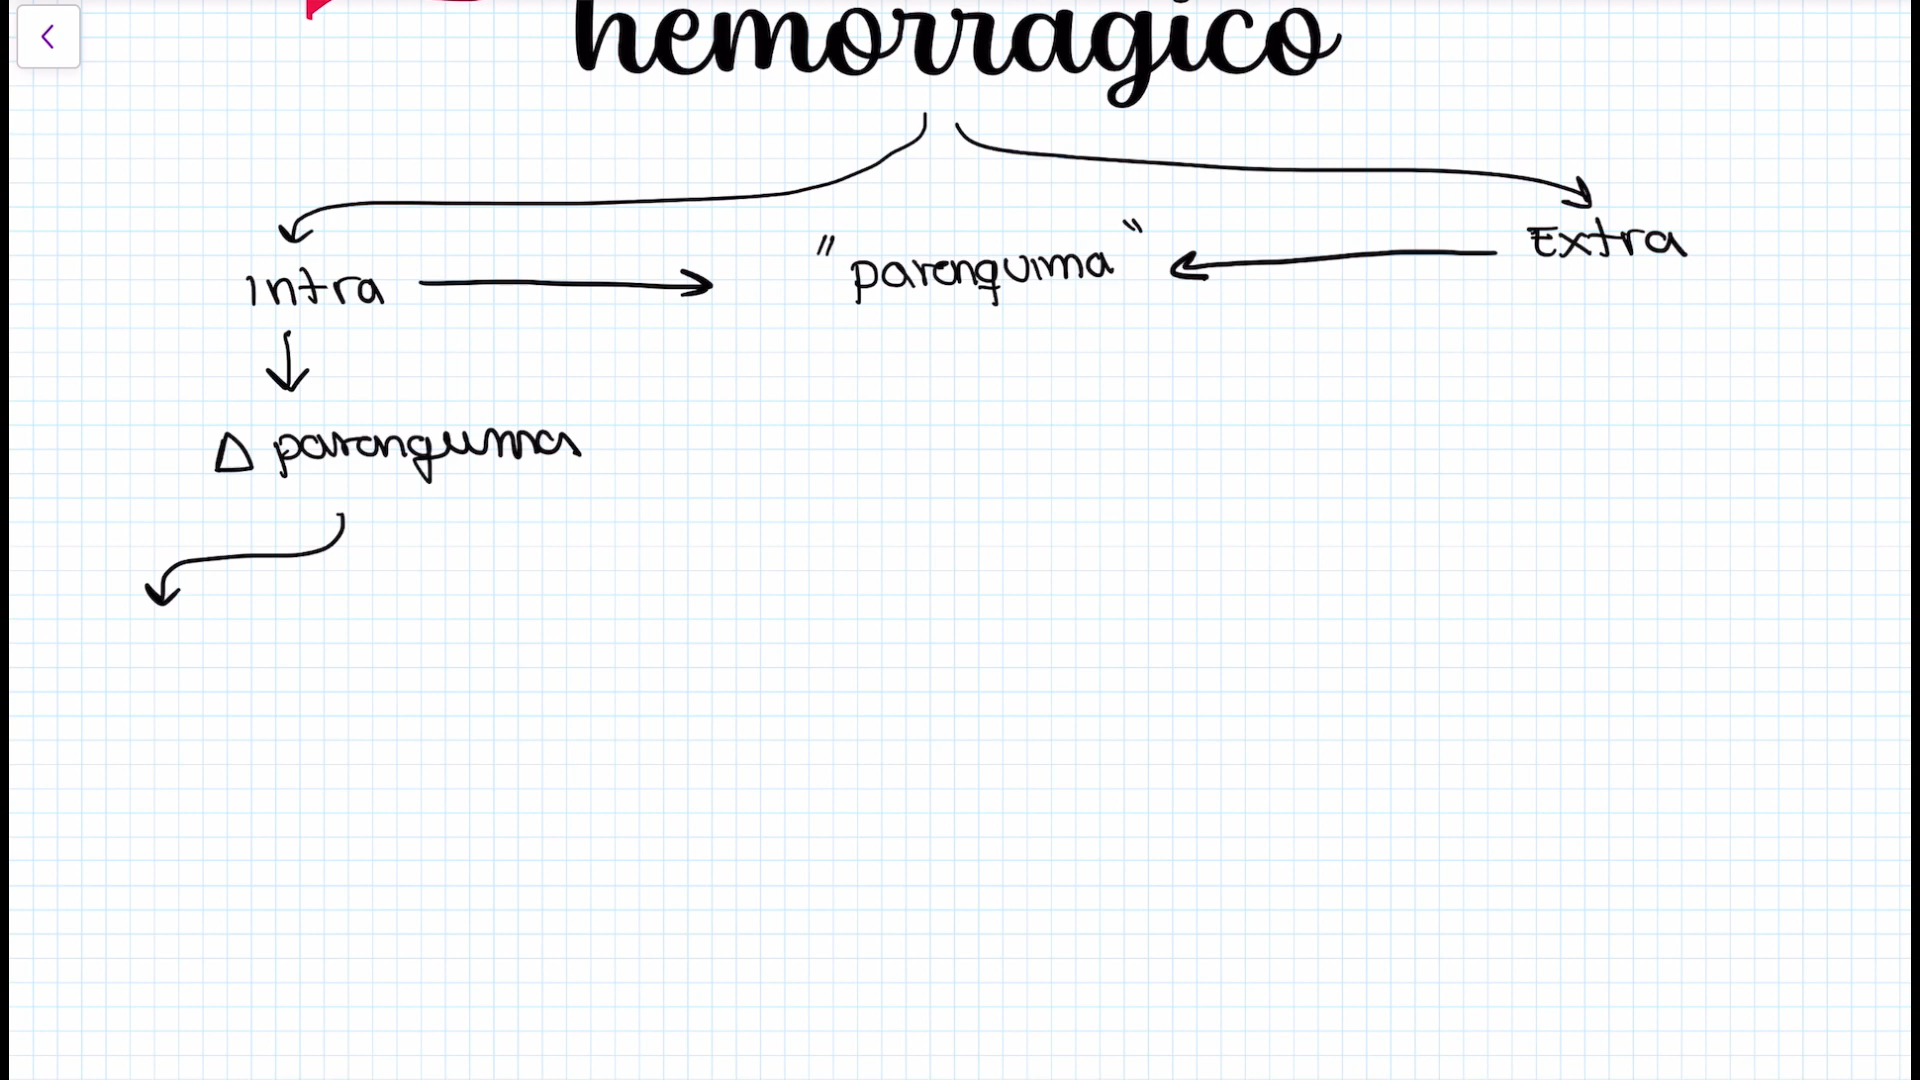 hemorragico
Intra → "parenquima" ← Extra
Δ parenquima